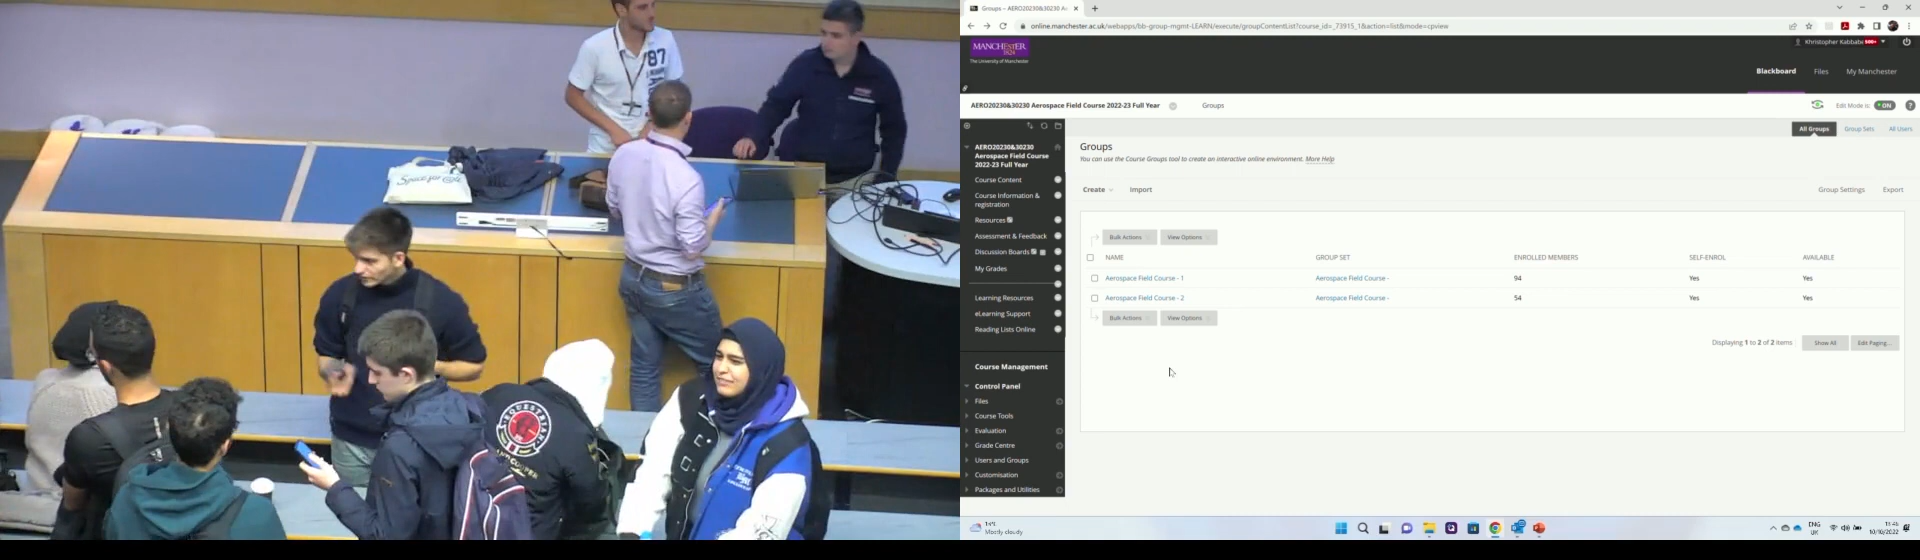 87
Space for
EQUESTRIAN
COOPER
Groups – AERO20230&30230 A
online.manchester.ac.uk/webapps/bb-group-mgmt-LEARN/execute/groupContentList?course_id=_73915_1&action=list&mode=cpview
MANCHESTER
1824
The University of Manchester
Khristopher Kabbabe
Blackboard Files My Manchester
AERO20230&30230 Aerospace Field Course 2022-23 Full Year Groups
Edit Mode is: ON ?
All Groups Group Sets All Users
AERO20230&30230
Aerospace Field Course
2022-23 Full Year
Course Content
Course Information &
registration
Resources
Assessment & Feedback
Discussion Boards
My Grades
Learning Resources
eLearning Support
Reading Lists Online
Course Management
Control Panel
Files
Course Tools
Evaluation
Grade Centre
Users and Groups
Customisation
Packages and Utilities
Groups
You can use the Course Groups tool to create an interactive online environment. More Help
Create Import Group Settings Export
Bulk Actions View Options
NAME GROUP SET ENROLLED MEMBERS SELF-ENROL AVAILABLE
Aerospace Field Course - 1 Aerospace Field Course - 94 Yes Yes
Aerospace Field Course - 2 Aerospace Field Course - 54 Yes Yes
Bulk Actions View Options
Displaying 1 to 2 of 2 items Show All Edit Paging...
14°C
Mostly cloudy
ENG
UK
10/10/2022